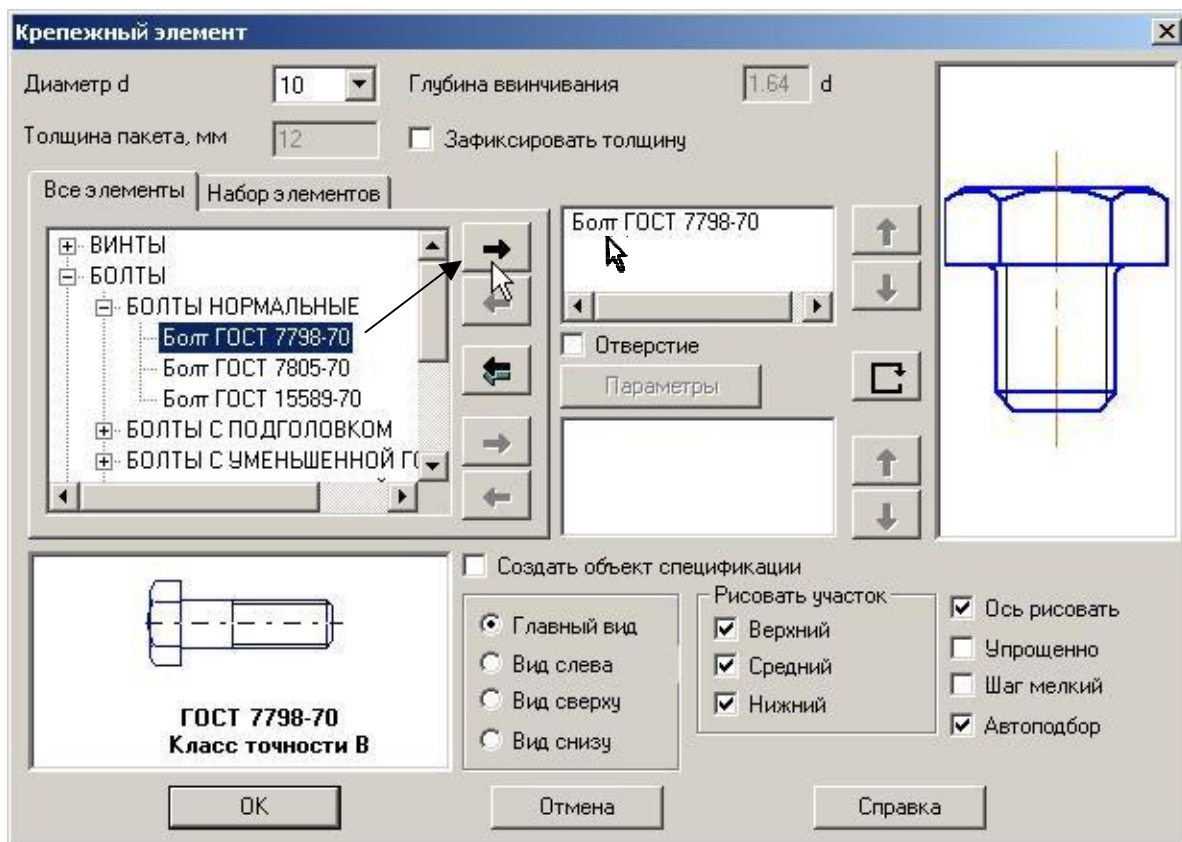 Крепежный элемент
Диаметр d 10 Глубина ввинчивания 1.64 d
Толщина пакета, мм 12 Зафиксировать толщину
Все элементы Набор элементов
ВИНТЫ
БОЛТЫ
БОЛТЫ НОРМАЛЬНЫЕ
Болт ГОСТ 7798-70
Болт ГОСТ 7805-70
Болт ГОСТ 15589-70
БОЛТЫ С ПОДГОЛОВКОМ
БОЛТЫ С УМЕНЬШЕННОЙ ГО
Болт ГОСТ 7798-70
Отверстие
Параметры
ГОСТ 7798-70
Класс точности В
Создать объект спецификации
Главный вид
Вид слева
Вид сверху
Вид снизу
Рисовать участок
Верхний
Средний
Нижний
Ось рисовать
Упрощенно
Шаг мелкий
Автоподбор
OK Отмена Справка